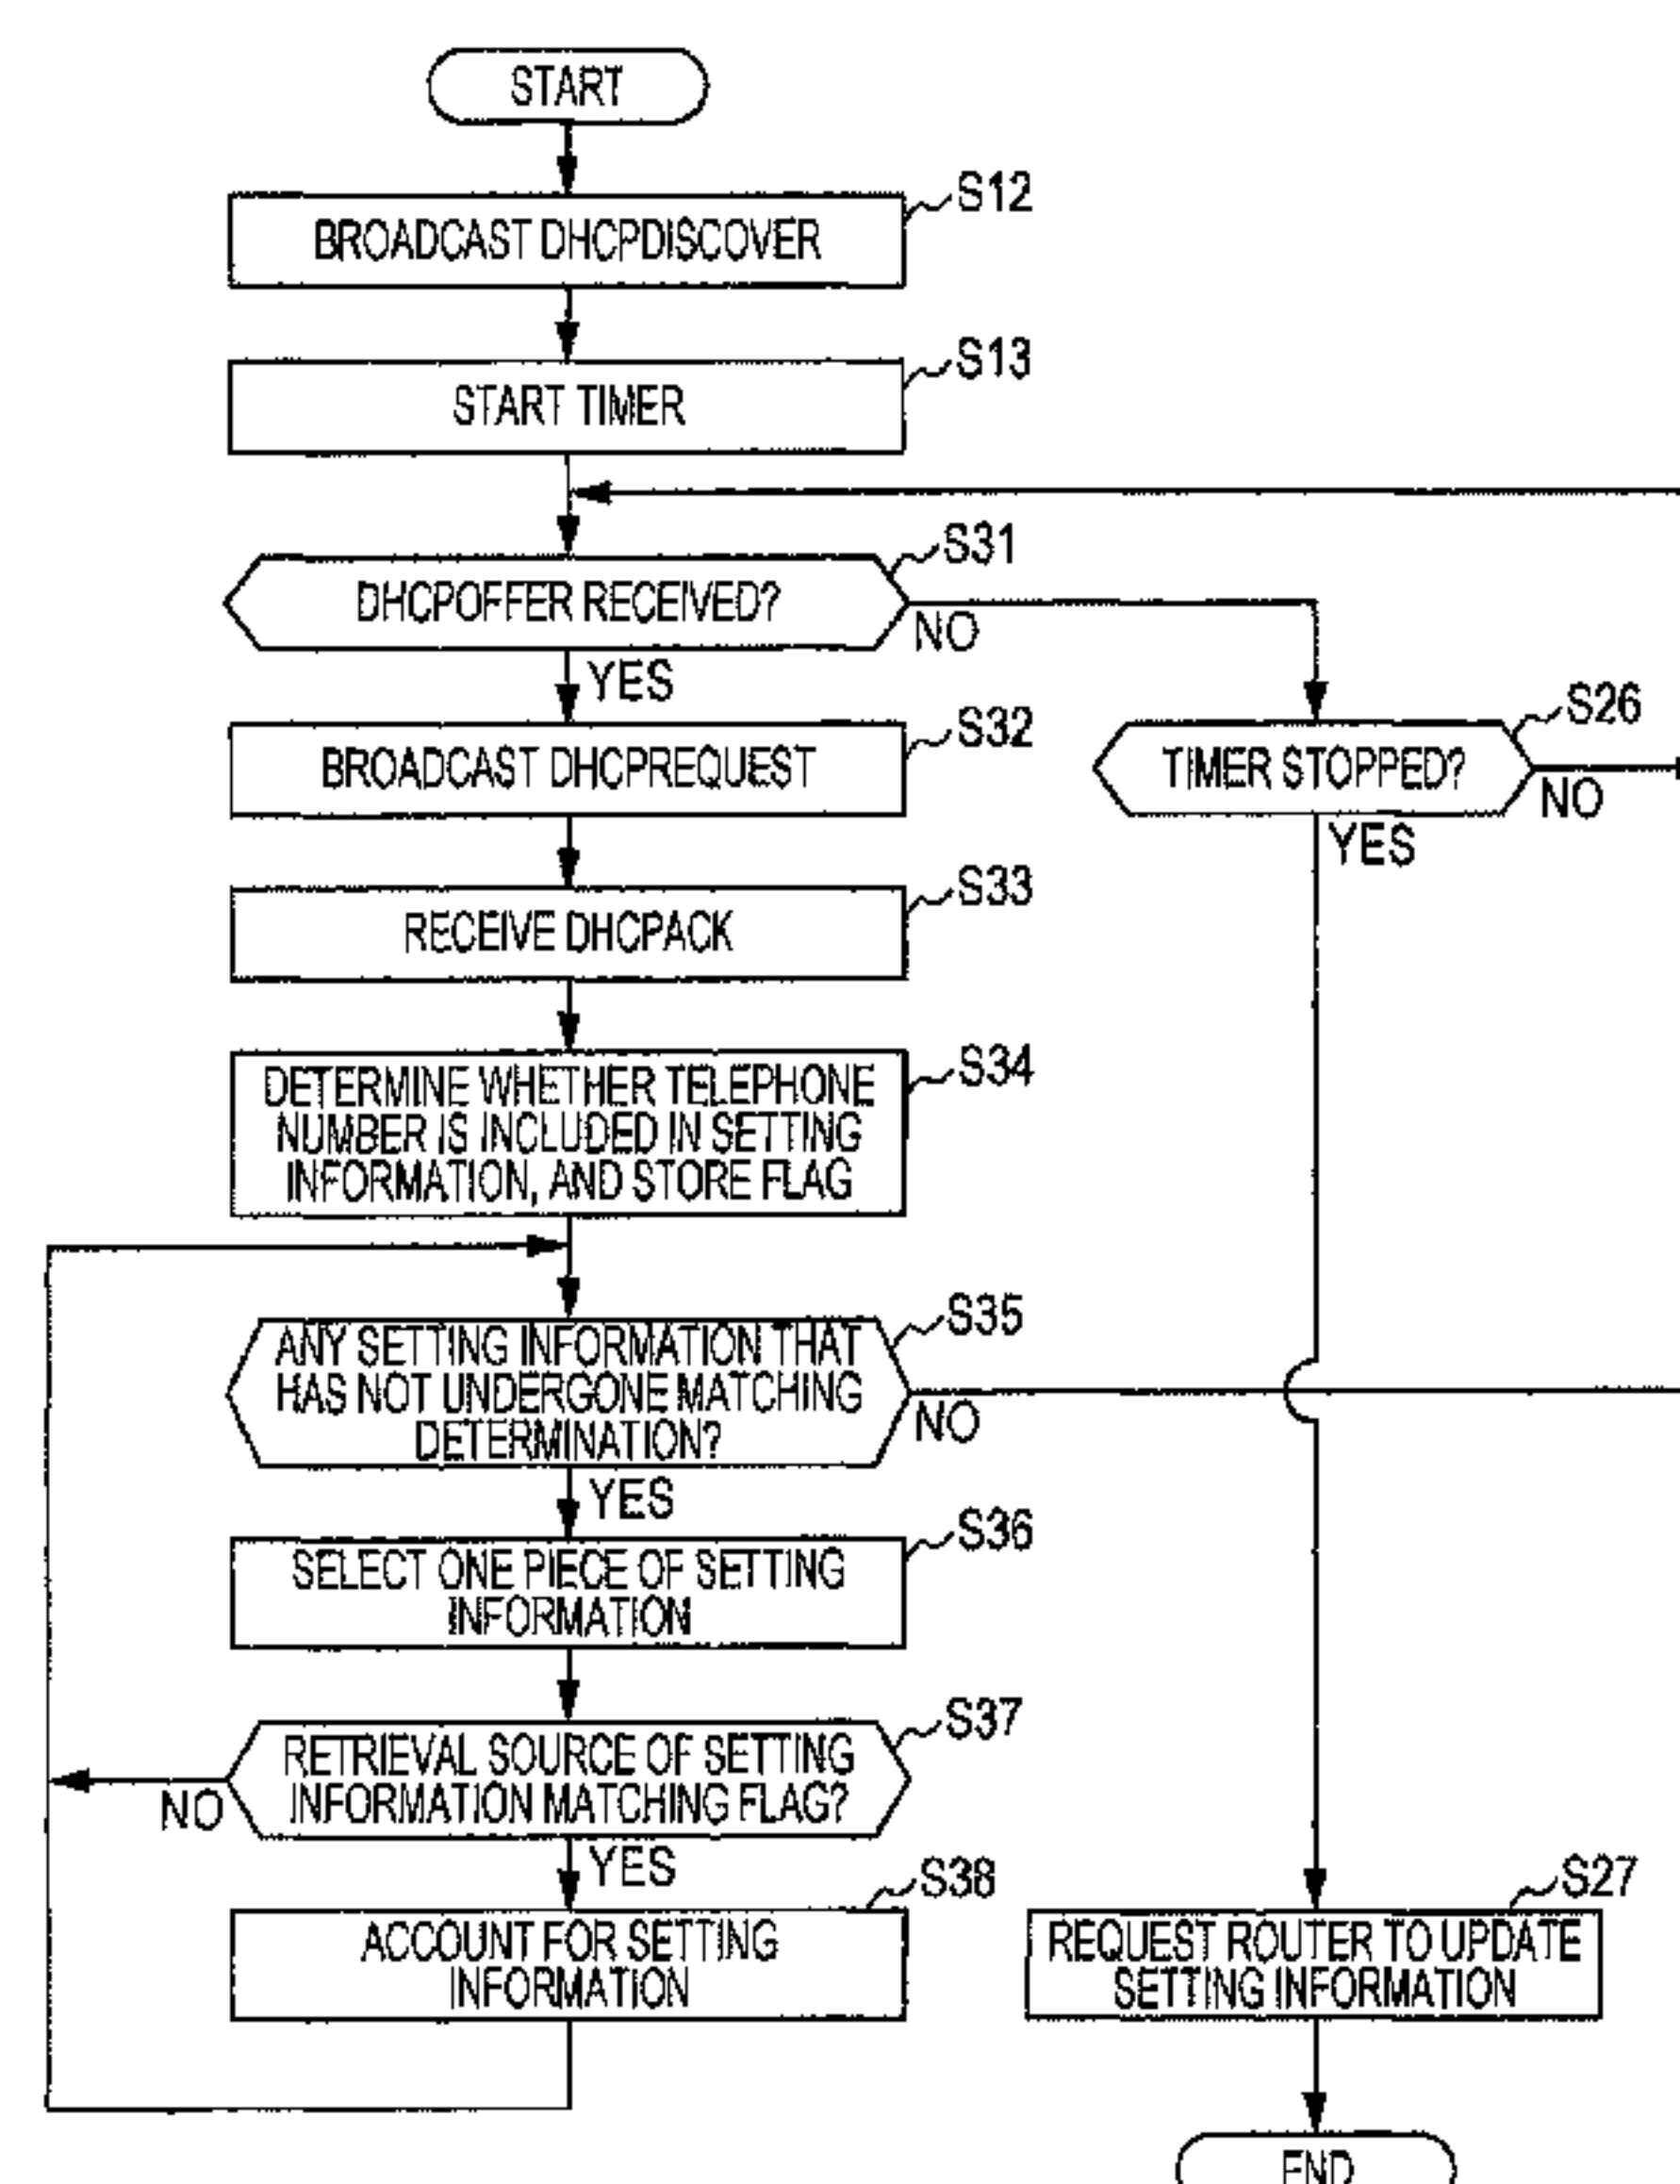 START
S12
BROADCAST DHCPDISCOVER
S13
START TIMER
S31
DHCPOFFER RECEIVED?
NO
YES
S32
BROADCAST DHCPREQUEST
S26
TIMER STOPPED?
NO
YES
S33
RECEIVE DHCPACK
S34
DETERMINE WHETHER TELEPHONE
NUMBER IS INCLUDED IN SETTING
INFORMATION, AND STORE FLAG
S35
ANY SETTING INFORMATION THAT
HAS NOT UNDERGONE MATCHING
DETERMINATION?
NO
YES
S36
SELECT ONE PIECE OF SETTING
INFORMATION
S37
RETRIEVAL SOURCE OF SETTING
INFORMATION MATCHING FLAG?
NO
YES
S38
ACCOUNT FOR SETTING
INFORMATION
S27
REQUEST ROUTER TO UPDATE
SETTING INFORMATION
END